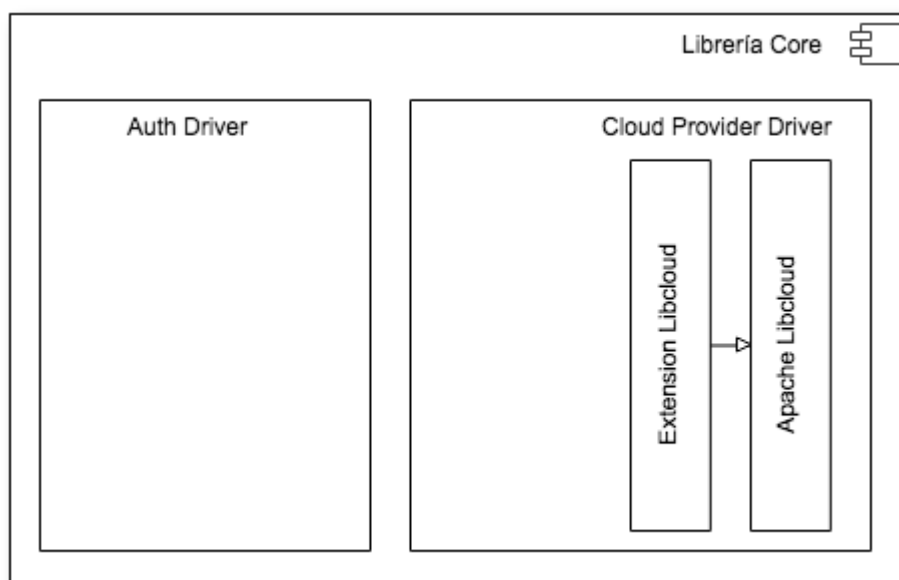 Librería Core
Auth Driver
Cloud Provider Driver
Extension Libcloud
Apache Libcloud